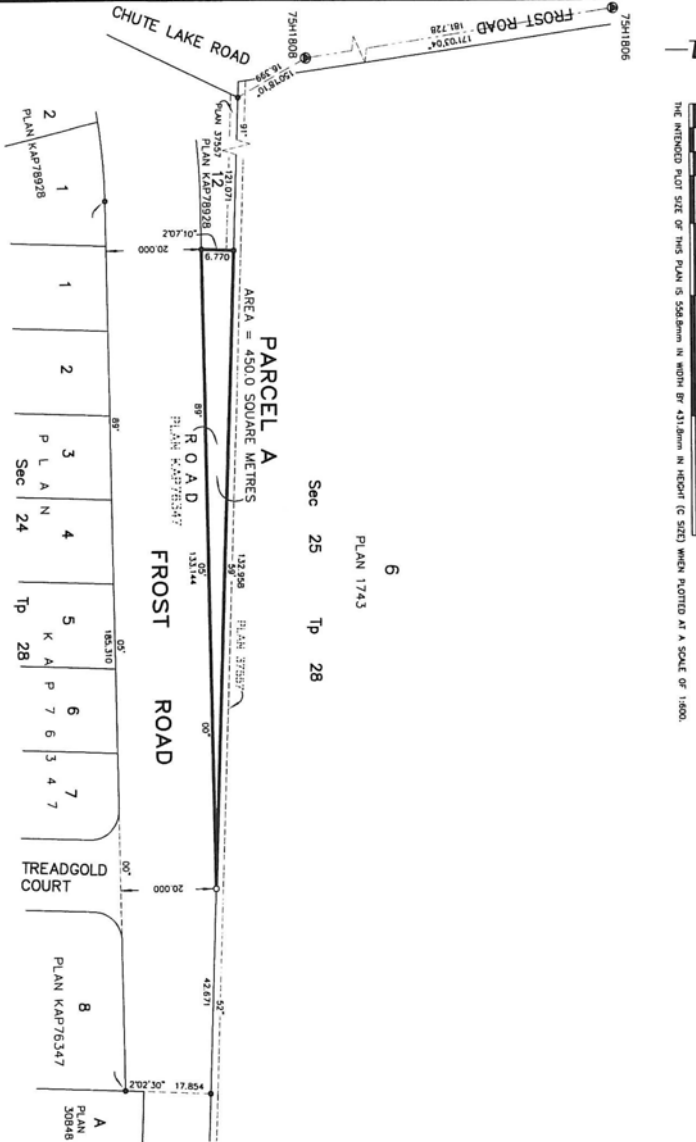 THE INTENDED PLOT SIZE OF THIS PLAN IS 558.8mm IN WIDTH BY 431.8mm IN HEIGHT (C SIZE) WHEN PLOTTED AT A SCALE OF 1:600.
75H1806
FROST ROAD
171°03'04"
181.728
75H1808
16.399
150°18'10"
CHUTE LAKE ROAD
PLAN 37557
91°
121.071
12
PLAN KAP78928
2°07'10"
6.770
20.000
2
PLAN KAP78928
1
PARCEL A
AREA = 450.0 SQUARE METRES
ROAD
PLAN KAP76347
89°
05'
133.144
00"
132.958
59'
PLAN 37557
6
PLAN 1743
Sec 25 Tp 28
FROST ROAD
89°
05'
185.310
00"
1
2
3
4
5
6
7
PLAN KAP76347
Sec 24 Tp 28
TREADGOLD
COURT
20.000
42.671
52"
8
PLAN KAP76347
2°02'30"
17.854
A
PLAN
30848